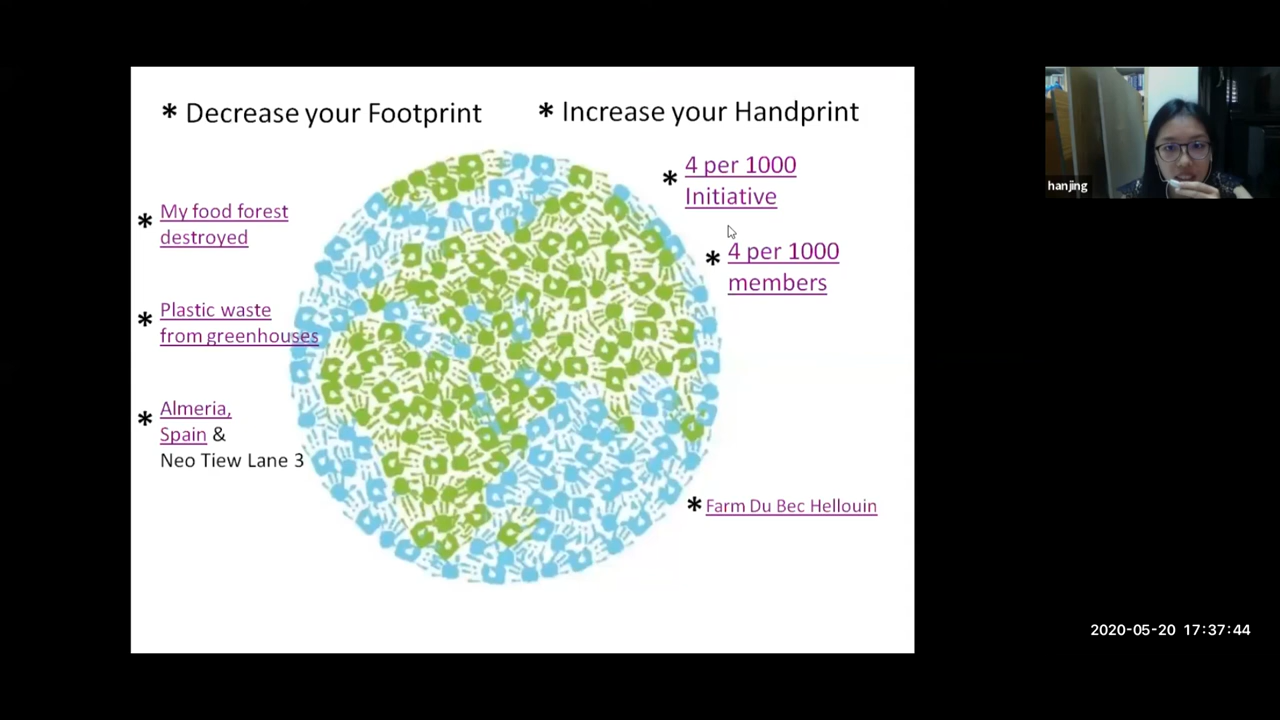 * Decrease your Footprint
* Increase your Handprint
* My food forest
destroyed
* Plastic waste
from greenhouses
* Almeria,
Spain &
Neo Tiew Lane 3
* 4 per 1000
Initiative
* 4 per 1000
members
* Farm Du Bec Hellouin
hanjing
2020-05-20 17:37:44